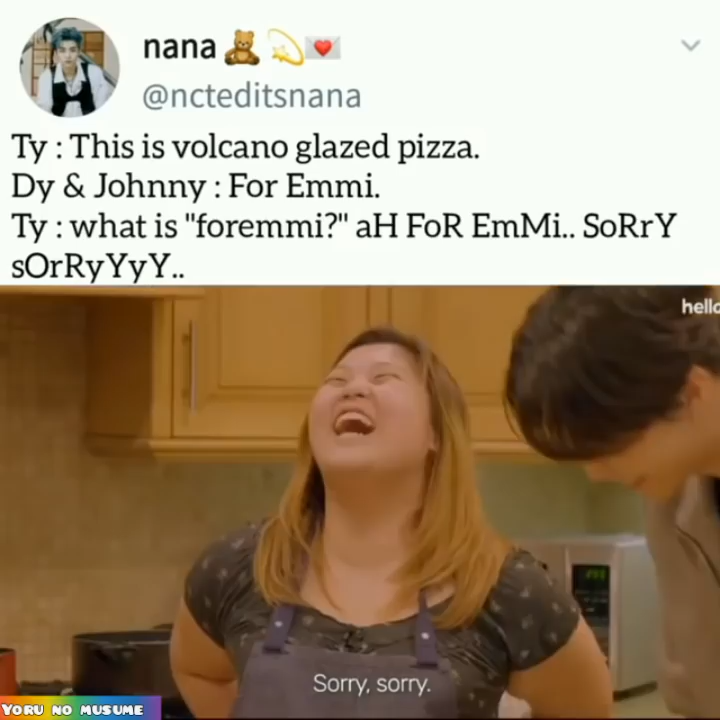 nana
@ncteditsnana
Ty : This is volcano glazed pizza.
Dy & Johnny : For Emmi.
Ty : what is "foremmi?" aH FoR EmMi.. SoRrY
sOrRyYyY..
hello
Sorry, sorry.
YORU NO MUSUME